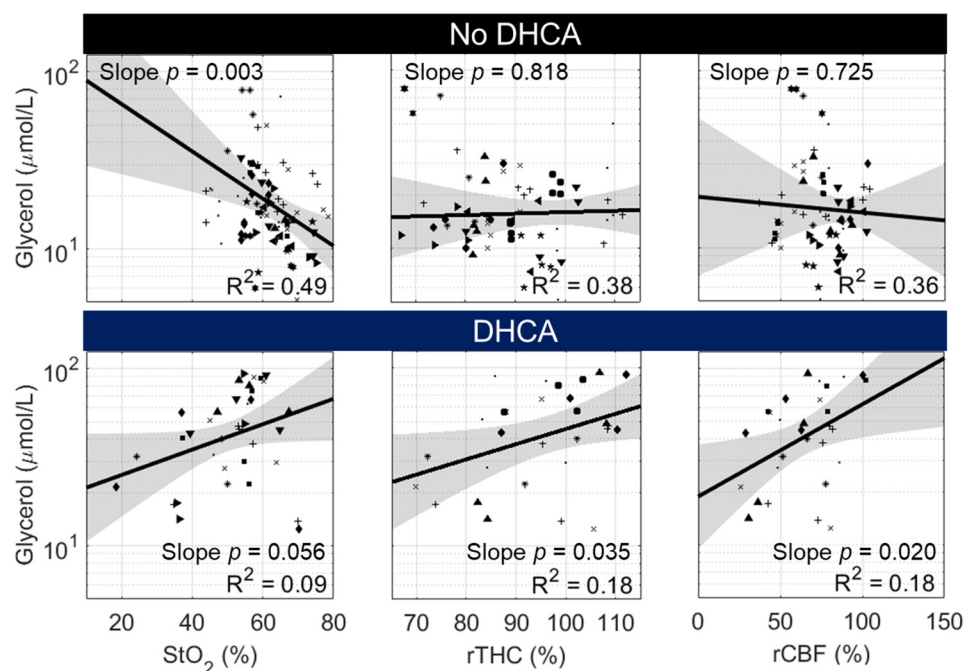 No DHCA
Slope p = 0.003
Slope p = 0.818
Slope p = 0.725
10²
10¹
Glycerol (μmol/L)
R² = 0.49
R² = 0.38
R² = 0.36
DHCA
10²
10¹
Glycerol (μmol/L)
Slope p = 0.056
R² = 0.09
Slope p = 0.035
R² = 0.18
Slope p = 0.020
R² = 0.18
20 40 60 80
70 80 90 100 110
0 50 100 150
StO₂ (%)
rTHC (%)
rCBF (%)